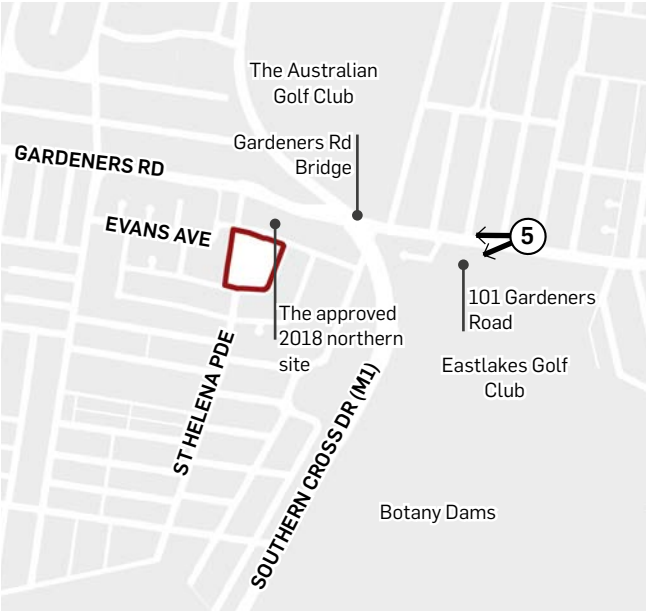 The Australian
Golf Club
Gardeners Rd
Bridge
GARDENERS RD
EVANS AVE
5
101 Gardeners
Road
The approved
2018 northern
site
Eastlakes Golf
Club
ST HELENA PDE
SOUTHERN CROSS DR (M1)
Botany Dams